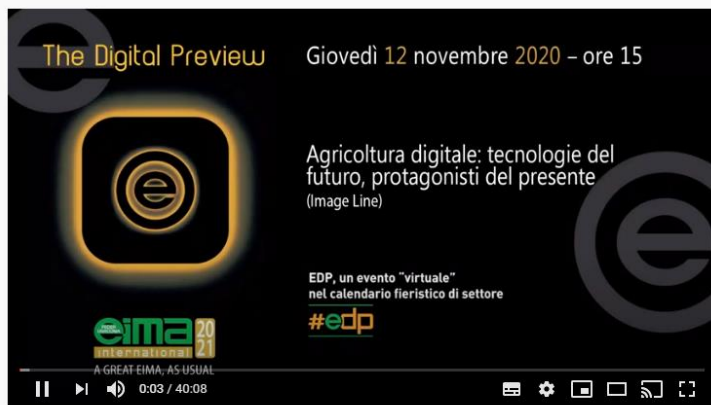 The Digital Preview
Giovedì 12 novembre 2020 – ore 15
Agricoltura digitale: tecnologie del
futuro, protagonisti del presente
(Image Line)
EDP, un evento “virtuale”
nel calendario fieristico di settore
#edp
eima 20
international 21
A GREAT EIMA, AS USUAL
0:03 / 40:08